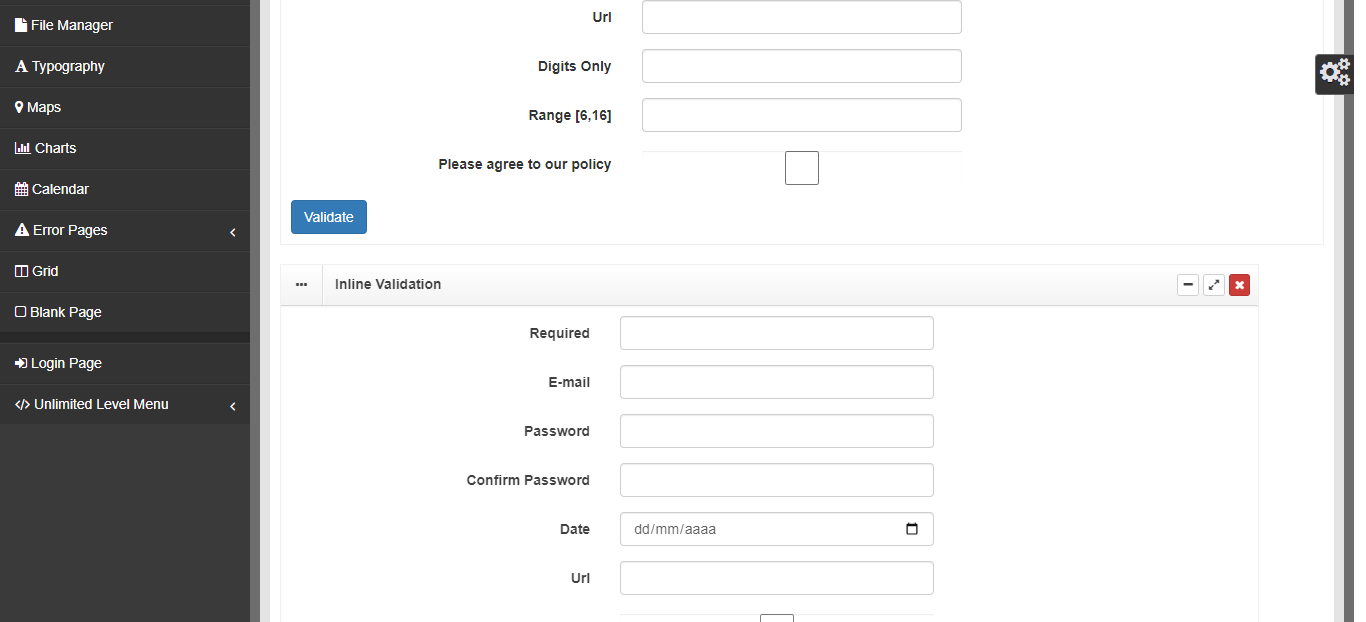 File Manager
Typography
Maps
Charts
Calendar
Error Pages
Grid
Blank Page
Login Page
Unlimited Level Menu
Url
Digits Only
Range [6,16]
Please agree to our policy
Validate
Inline Validation
Required
E-mail
Password
Confirm Password
Date
dd/mm/aaaa
Url